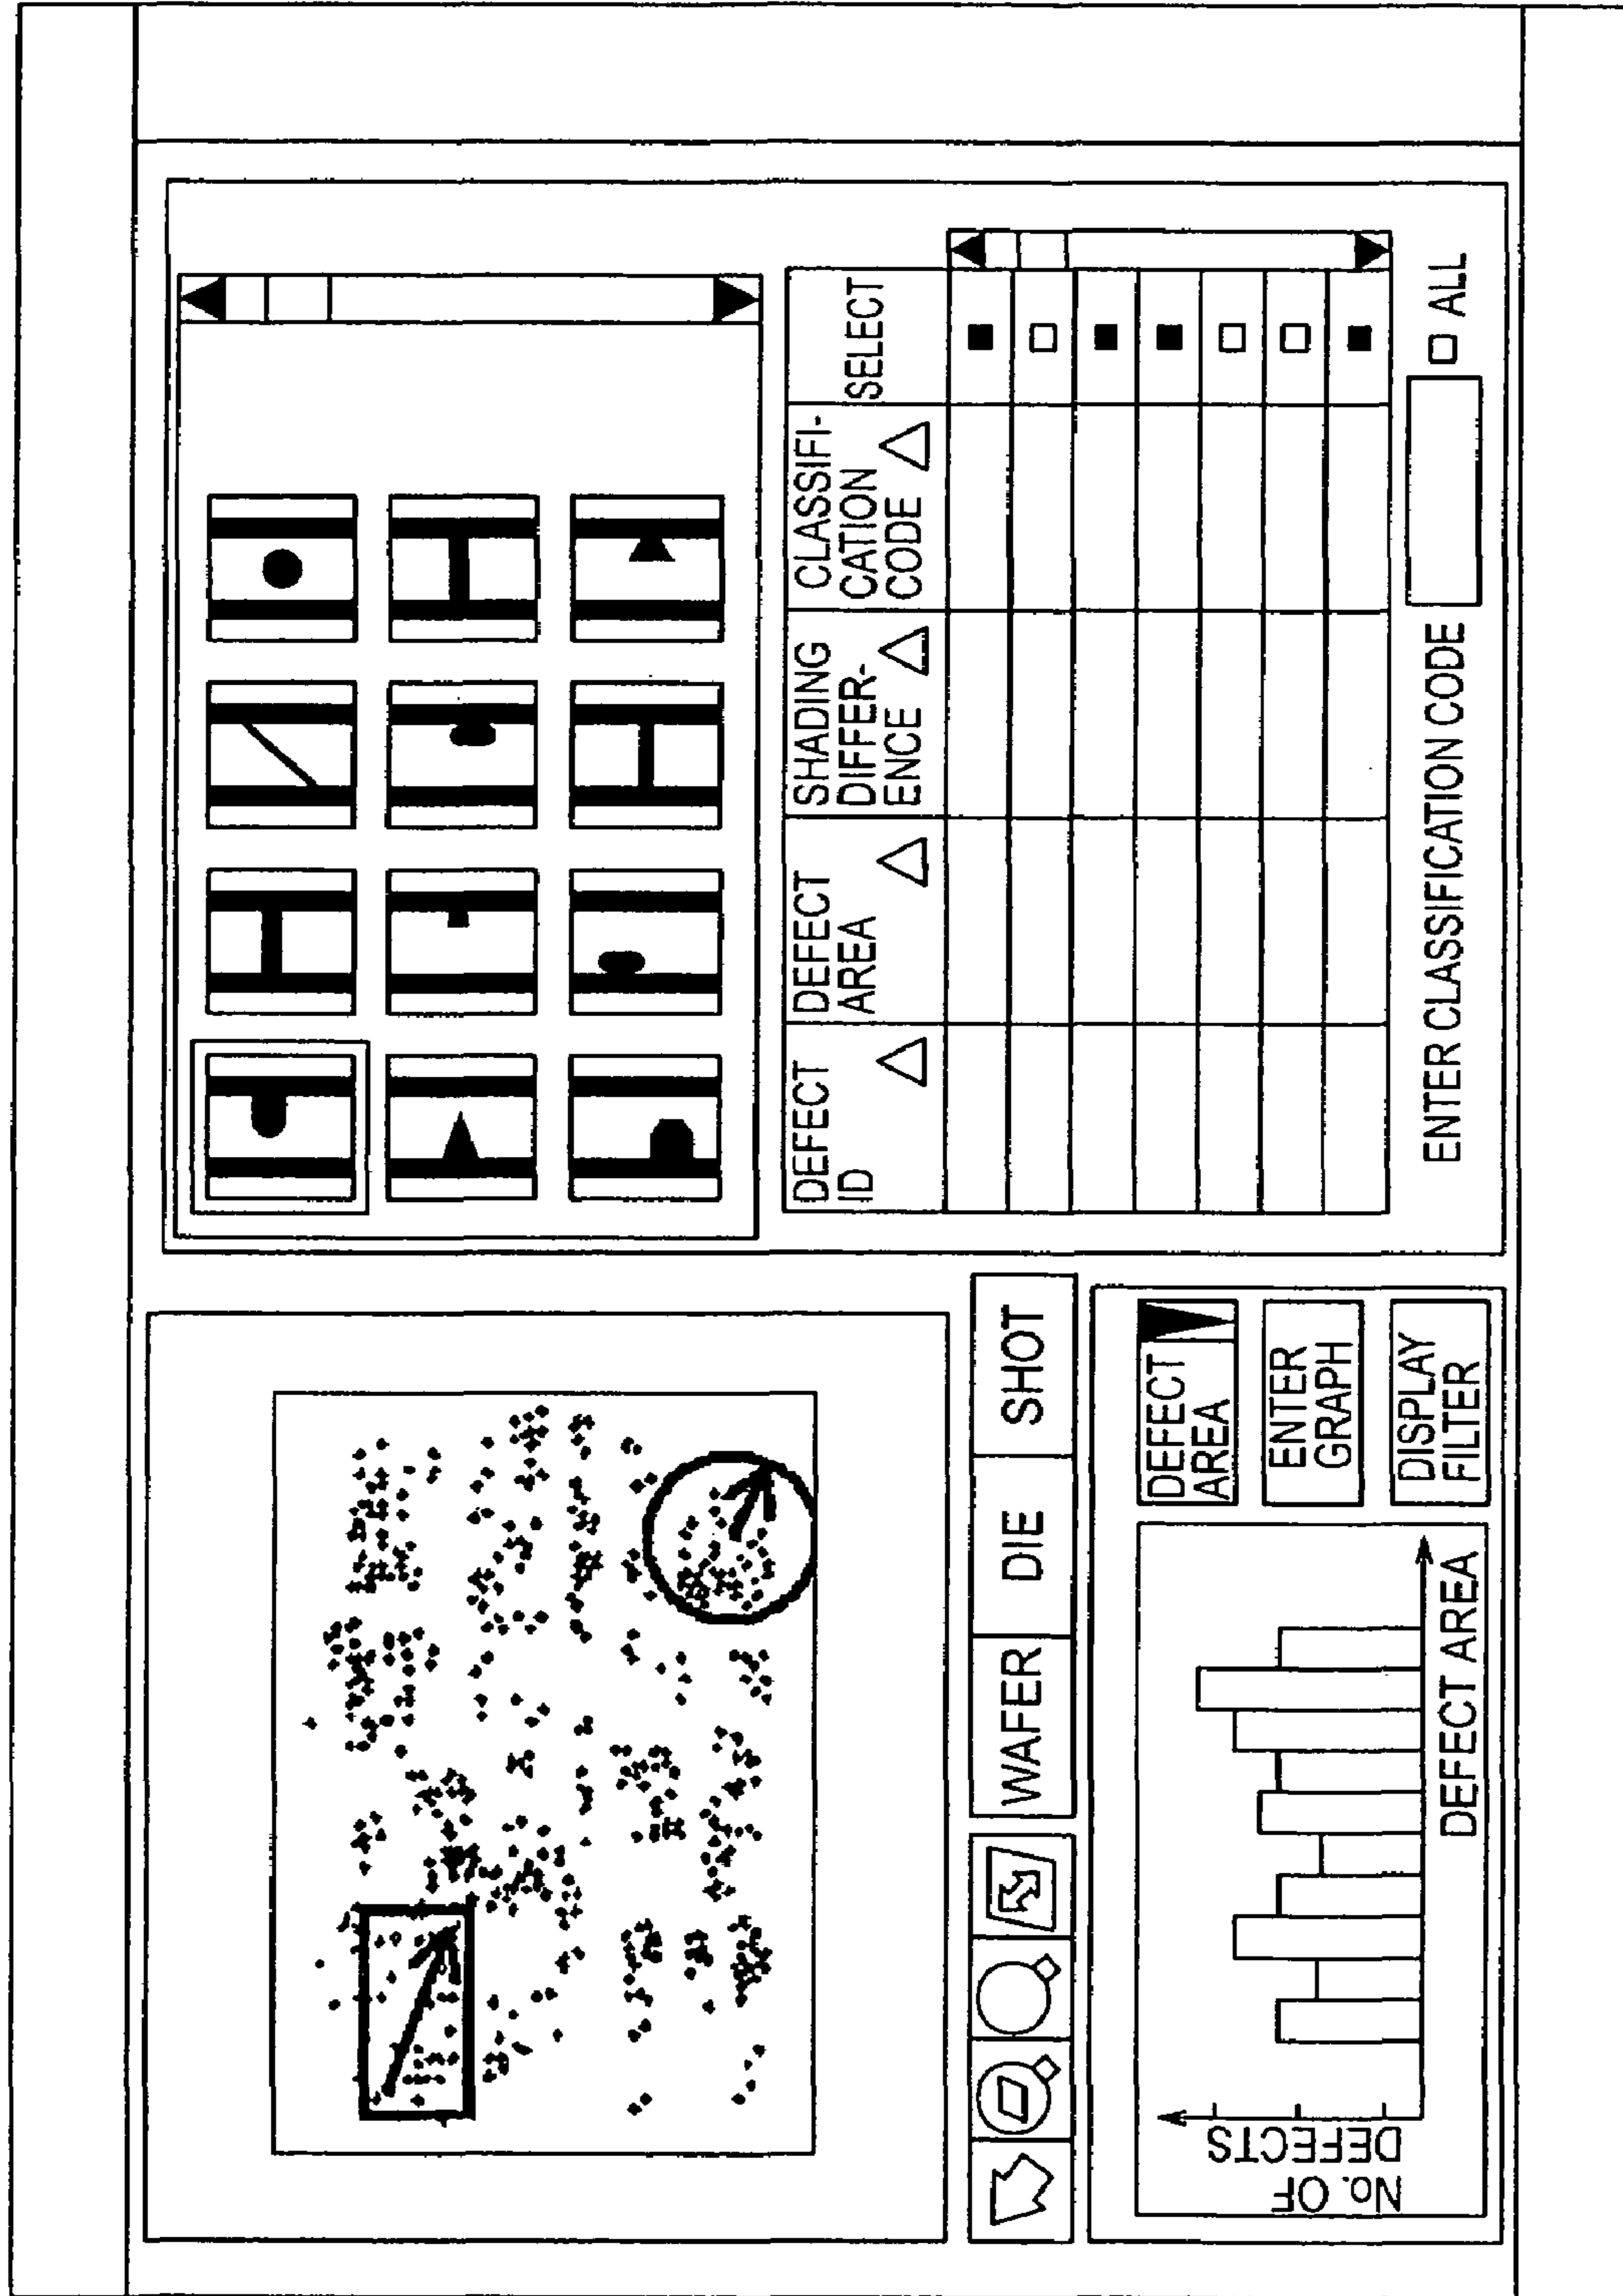 WAFER
DIE
SHOT
No. OF
DEFECTS
DEFECT AREA
DEFECT
AREA
ENTER
GRAPH
DISPLAY
FILTER
DEFECT
ID
DEFECT
AREA
SHADING
DIFFER-
ENCE
CLASSIFI-
CATION
CODE
SELECT
ENTER CLASSIFICATION CODE
ALL